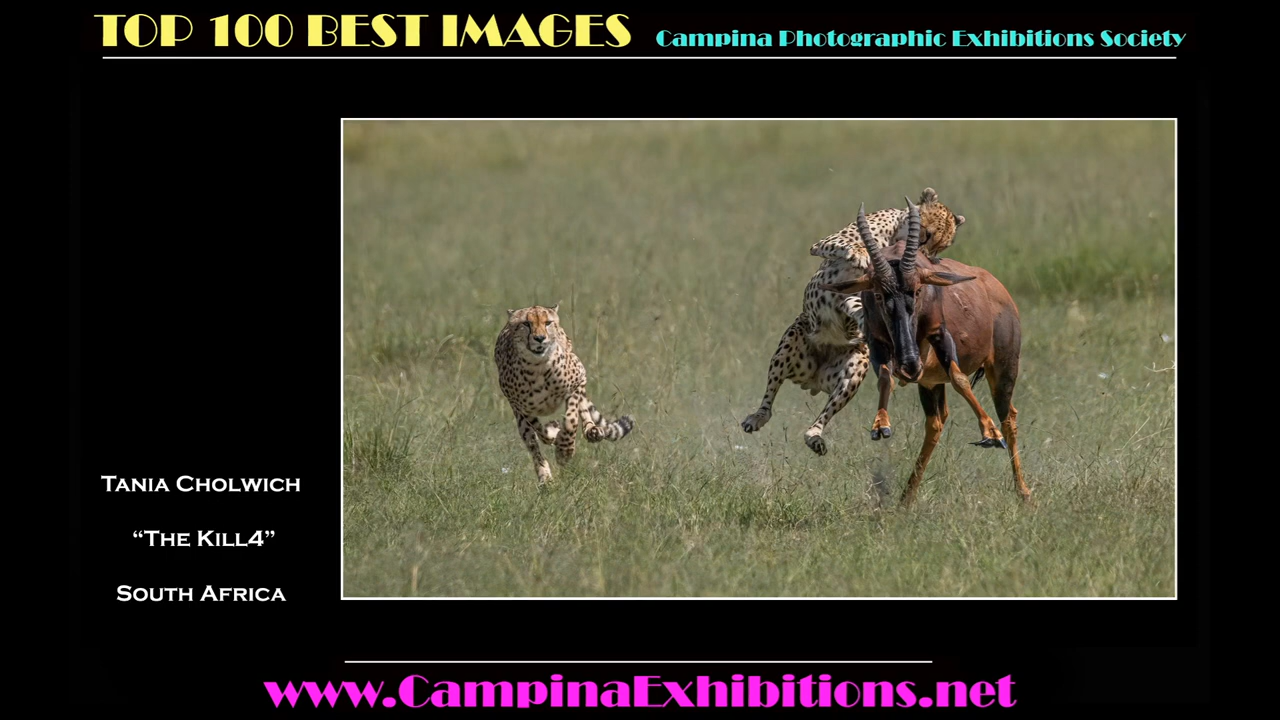 TOP 100 BEST IMAGES Campina Photographic Exhibitions Society
Tania Cholwich
“The Kill4”
South Africa
www.CampinaExhibitions.net